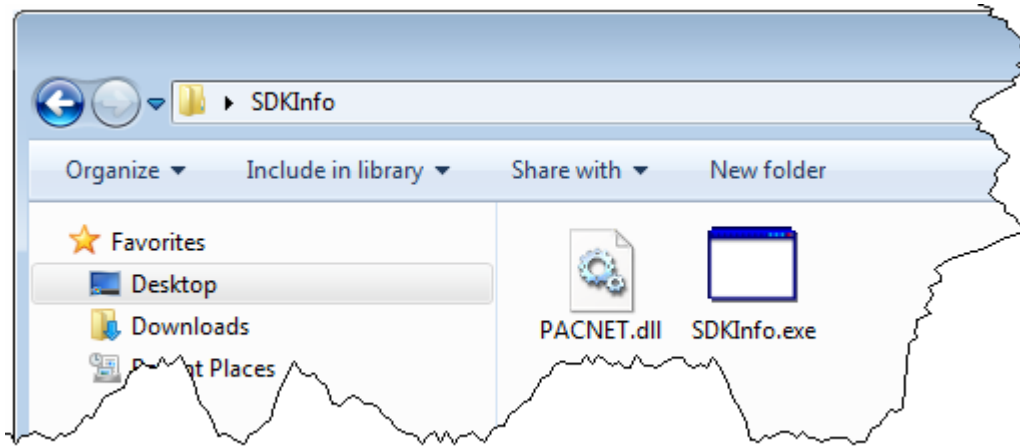 SDKInfo
Organize Include in library Share with New folder
Favorites
Desktop
Downloads
Places
PACNET.dll SDKInfo.exe